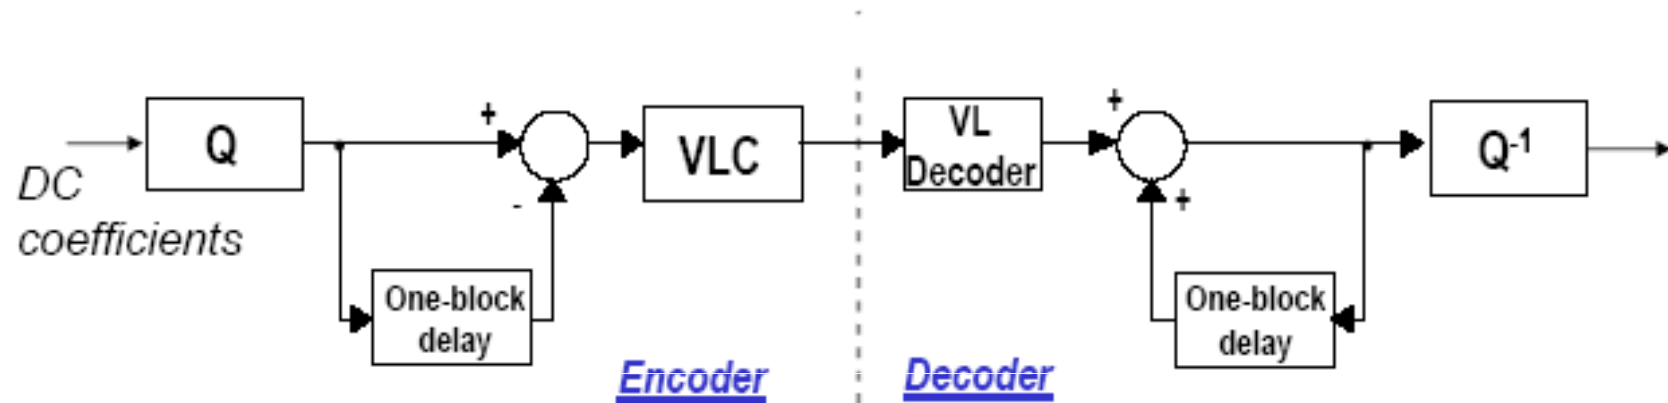 Q
+
-
VLC
VL
Decoder
+
+
Q-1
DC
coefficients
One-block
delay
One-block
delay
Encoder
Decoder